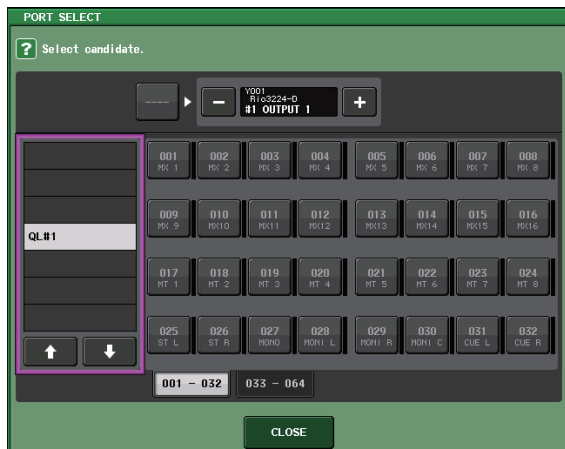 PORT SELECT
? Select candidate.
---- Y001
Rio3224-D
− #1 OUTPUT 1 +
QL#1
001 002 003 004 005 006 007 008
MX 1 MX 2 MX 3 MX 4 MX 5 MX 6 MX 7 MX 8
009 010 011 012 013 014 015 016
MX 9 MX10 MX11 MX12 MX13 MX14 MX15 MX16
017 018 019 020 021 022 023 024
MT 1 MT 2 MT 3 MT 4 MT 5 MT 6 MT 7 MT 8
025 026 027 028 029 030 031 032
ST L ST R MONO MONI L MONI R MONI C CUE L CUE R
001 - 032 033 - 064
CLOSE